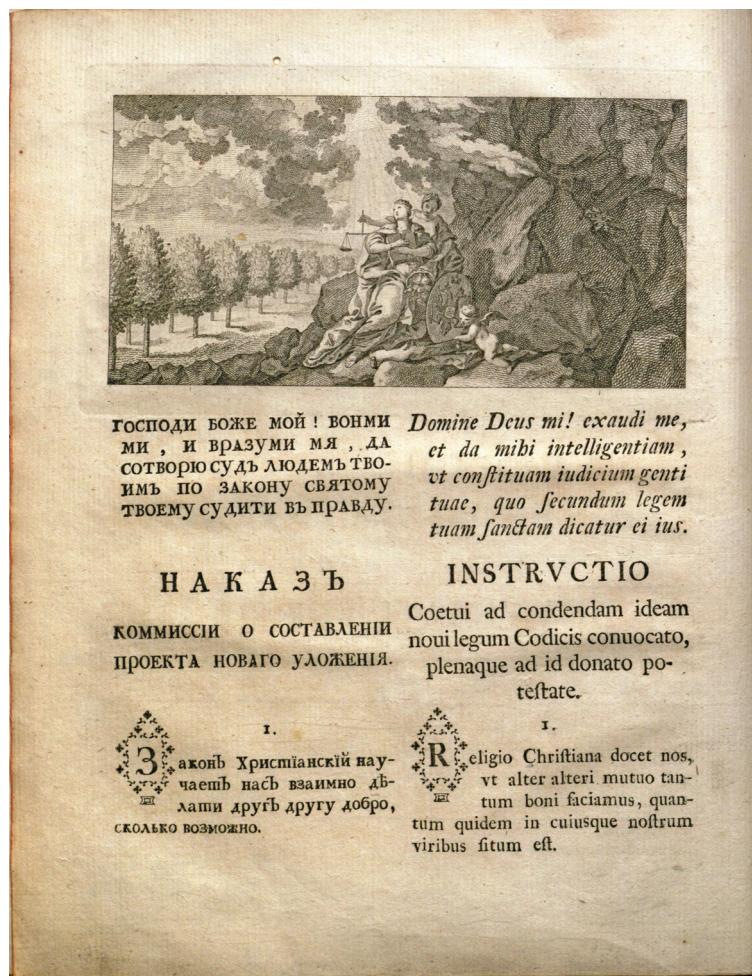 ГОСПОДИ БОЖЕ МОЙ ! ВОНМИ
МИ , И ВРАЗУМИ МЯ , ДА
СОТВОРЮ СУДЪ ЛЮДЕМЪ ТВО-
ИМЪ ПО ЗАКОНУ СВЯТОМУ
ТВОЕМУ СУДИТИ ВЪ ПРАВДУ.
НАКАЗЪ
КОММИССІИ О СОСТАВЛЕНІИ
ПРОЕКТА НОВАГО УЛОЖЕНІЯ.
1.
Законъ Христїанскїй нау-
чаетъ насъ взаимно дѣ-
лати другъ другу добро,
сколько возможно.
Domine Deus mi! exaudi me,
et da mihi intelligentiam ,
vt conſtituam iudicium genti
tuae, quo ſecundum legem
tuam ſanctam dicatur ei ius.
INSTRVCTIO
Coetui ad condendam ideam
noui legum Codicis conuocato,
plenaque ad id donato po-
teſtate.
1.
Religio Chriſtiana docet nos,
vt alter alteri mutuo tan-
tum boni faciamus, quan-
tum quidem in cuiusque noſtrum
viribus ſitum eſt.